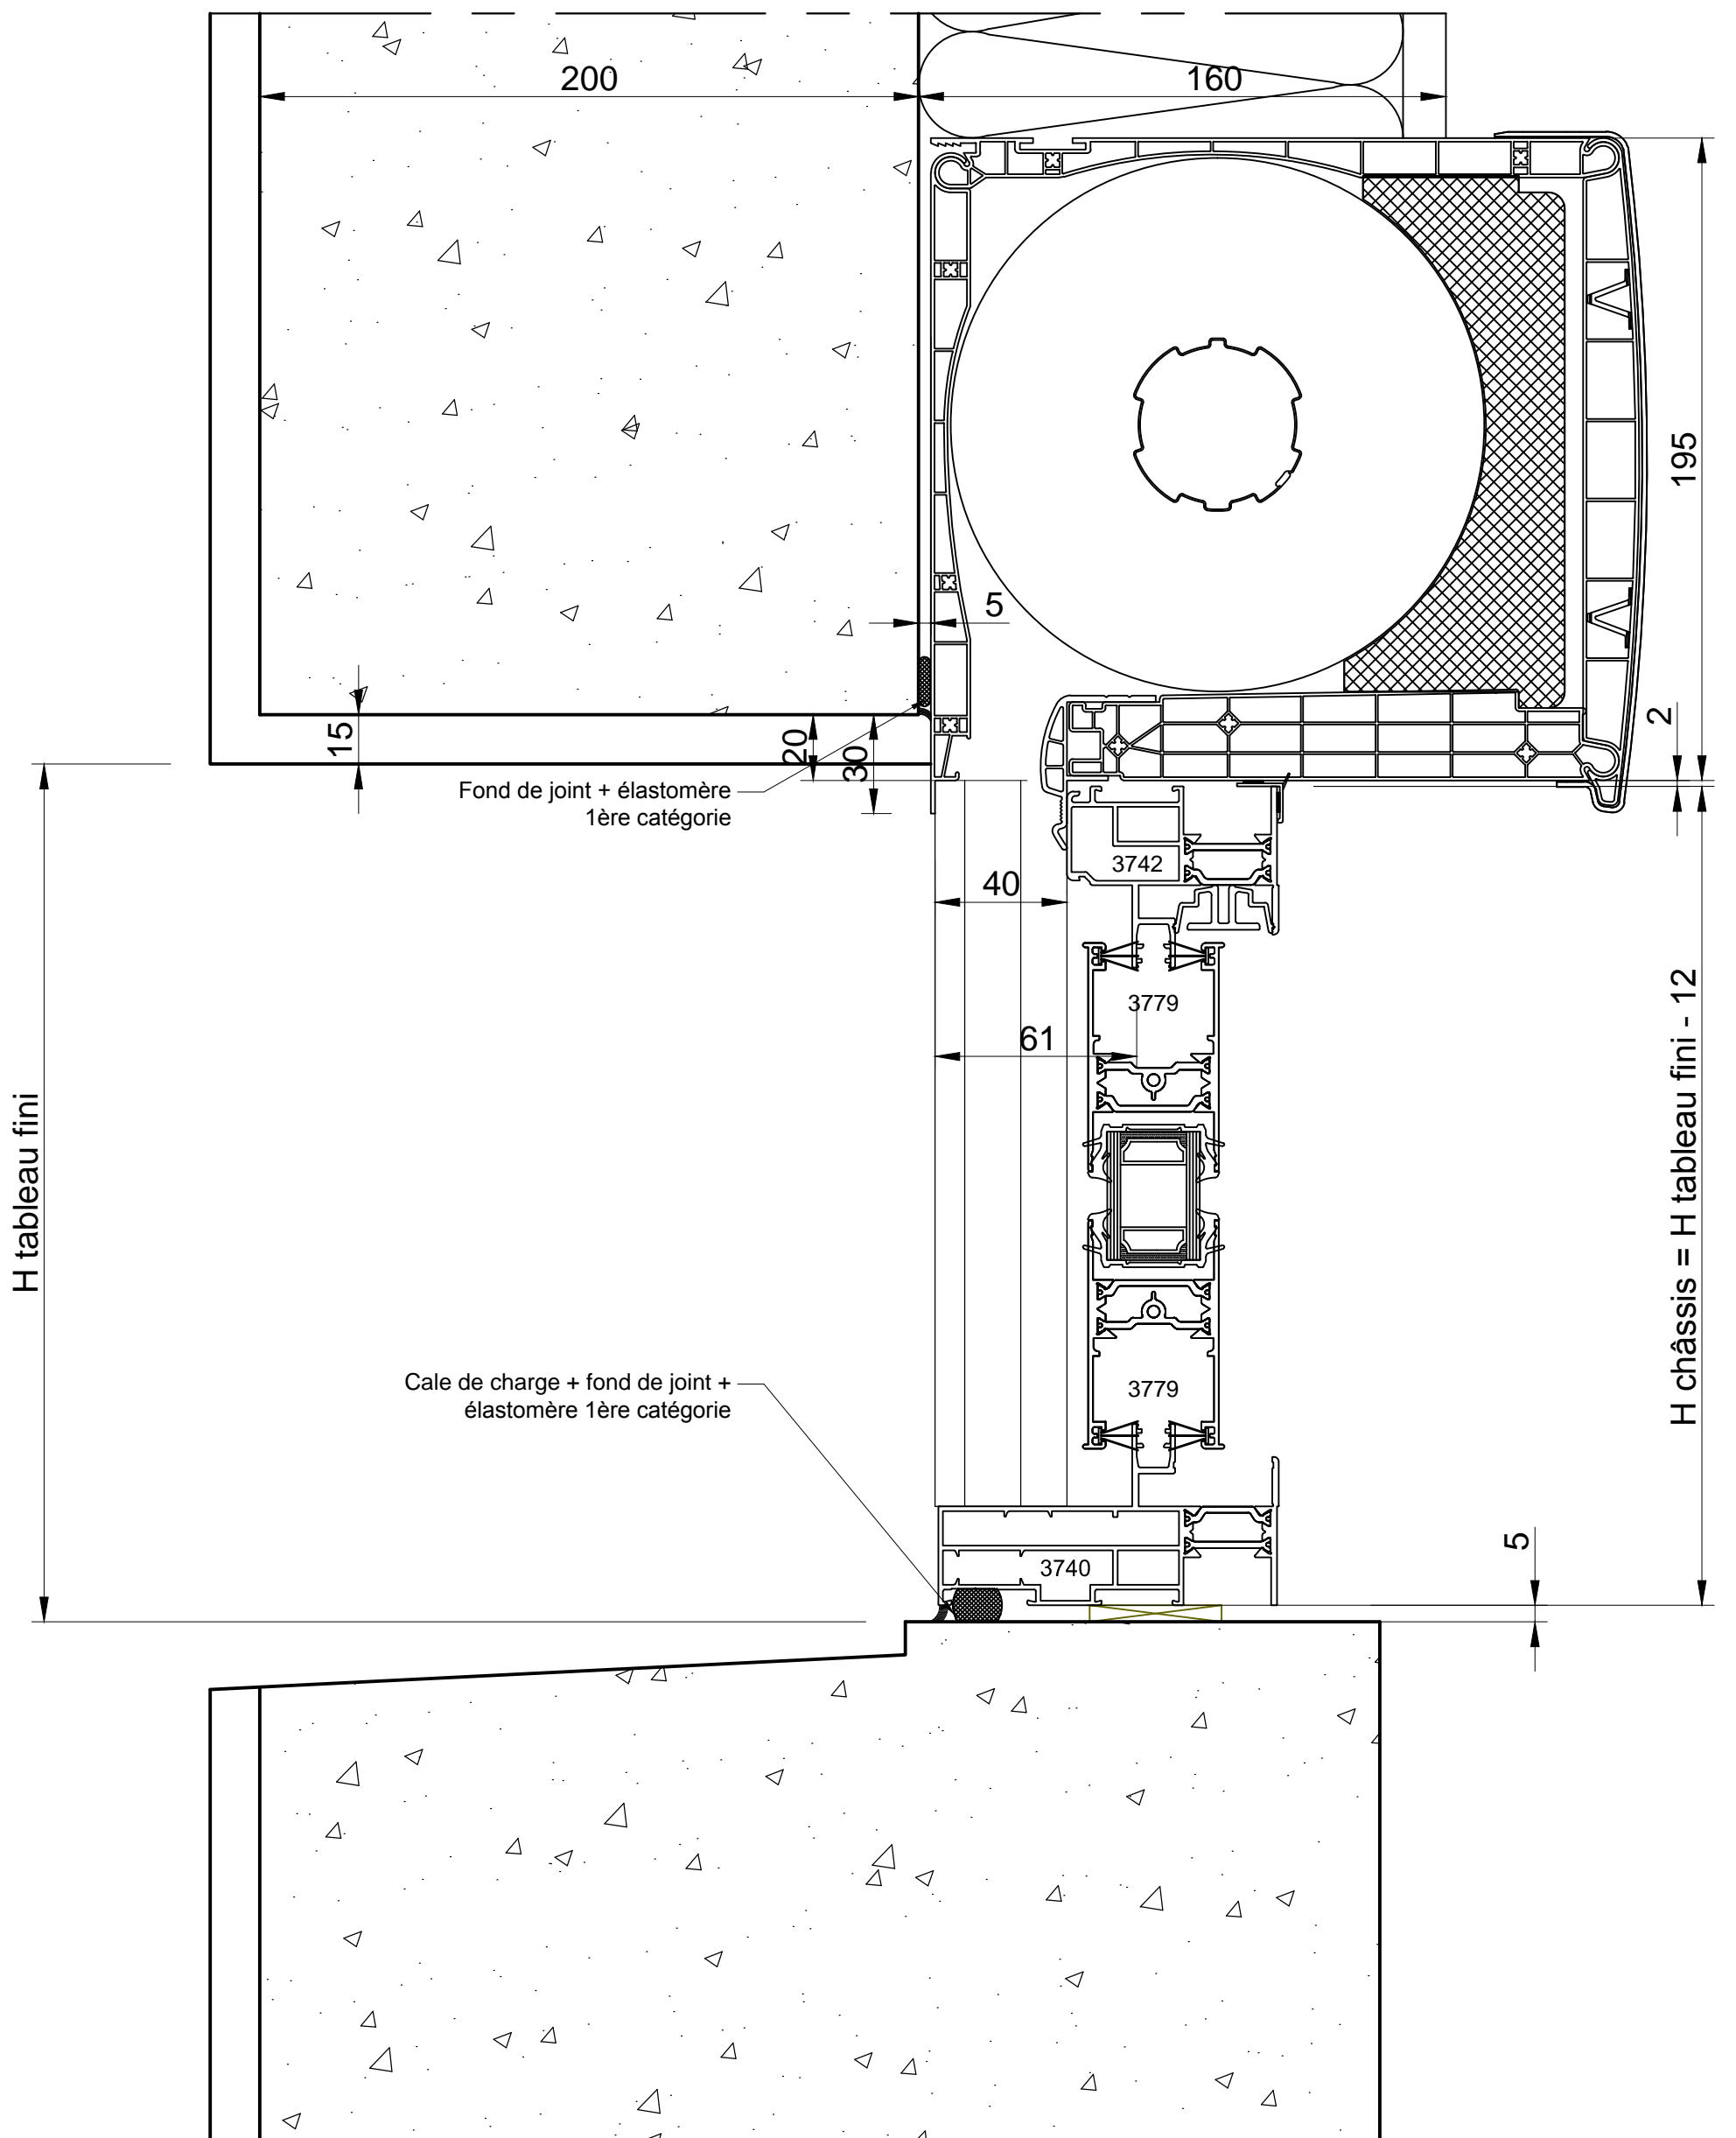 200
160
195
5
15
20
30
2
Fond de joint + élastomère
1ère catégorie
3742
40
3779
61
H tableau fini
H châssis = H tableau fini - 12
Cale de charge + fond de joint +
élastomère 1ère catégorie
3779
5
3740